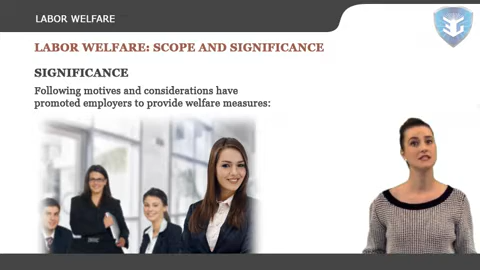 LABOR WELFARE
LABOR WELFARE: SCOPE AND SIGNIFICANCE
SIGNIFICANCE
Following motives and considerations have
promoted employers to provide welfare measures: